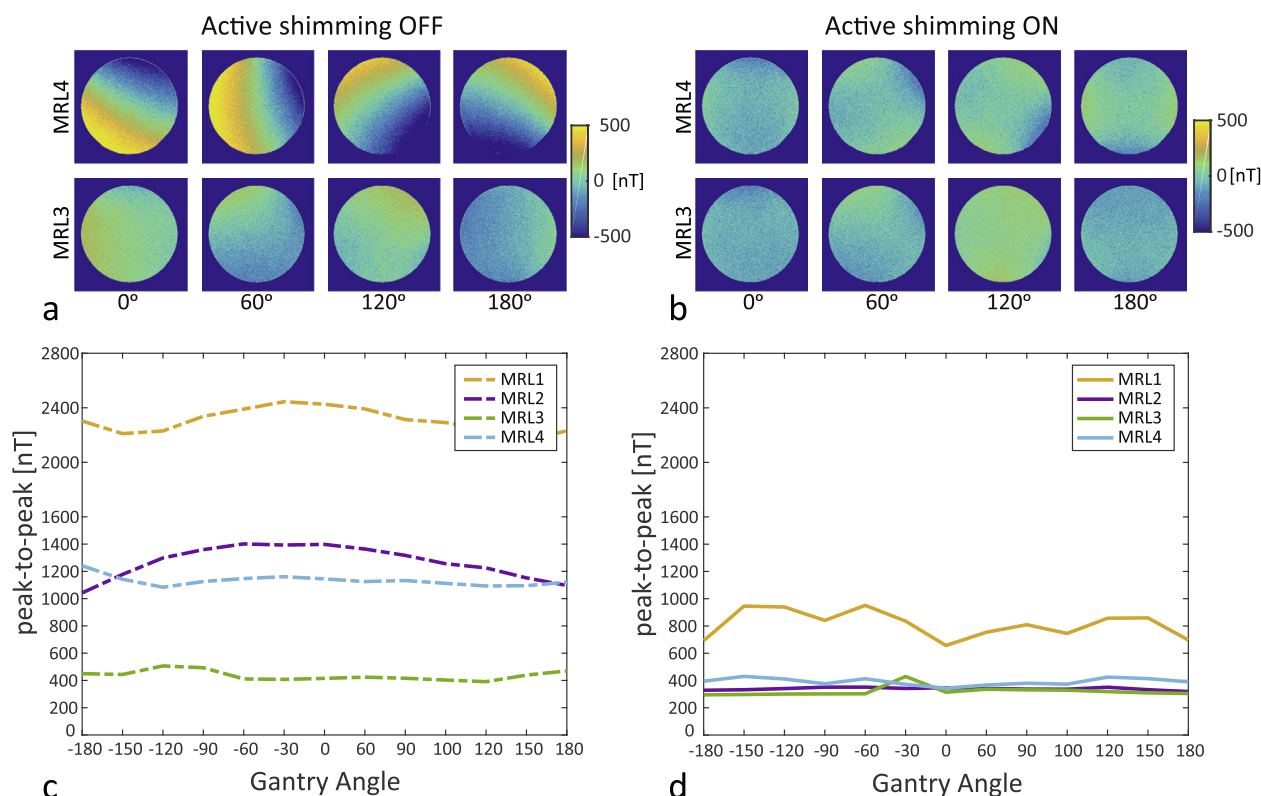 Active shimming OFF
Active shimming ON
MRL4
MRL3
500
0 [nT]
-500
0° 60° 120° 180°
a
MRL4
MRL3
500
0 [nT]
-500
0° 60° 120° 180°
b
peak-to-peak [nT]
2800
2400
2000
1600
1400
1200
1000
800
600
400
200
0
-180 -150 -120 -90 -60 -30 0 60 90 100 120 150 180
Gantry Angle
MRL1
MRL2
MRL3
MRL4
c
peak-to-peak [nT]
2800
2400
2000
1600
1400
1200
1000
800
600
400
200
0
-180 -150 -120 -90 -60 -30 0 60 90 100 120 150 180
Gantry Angle
MRL1
MRL2
MRL3
MRL4
d